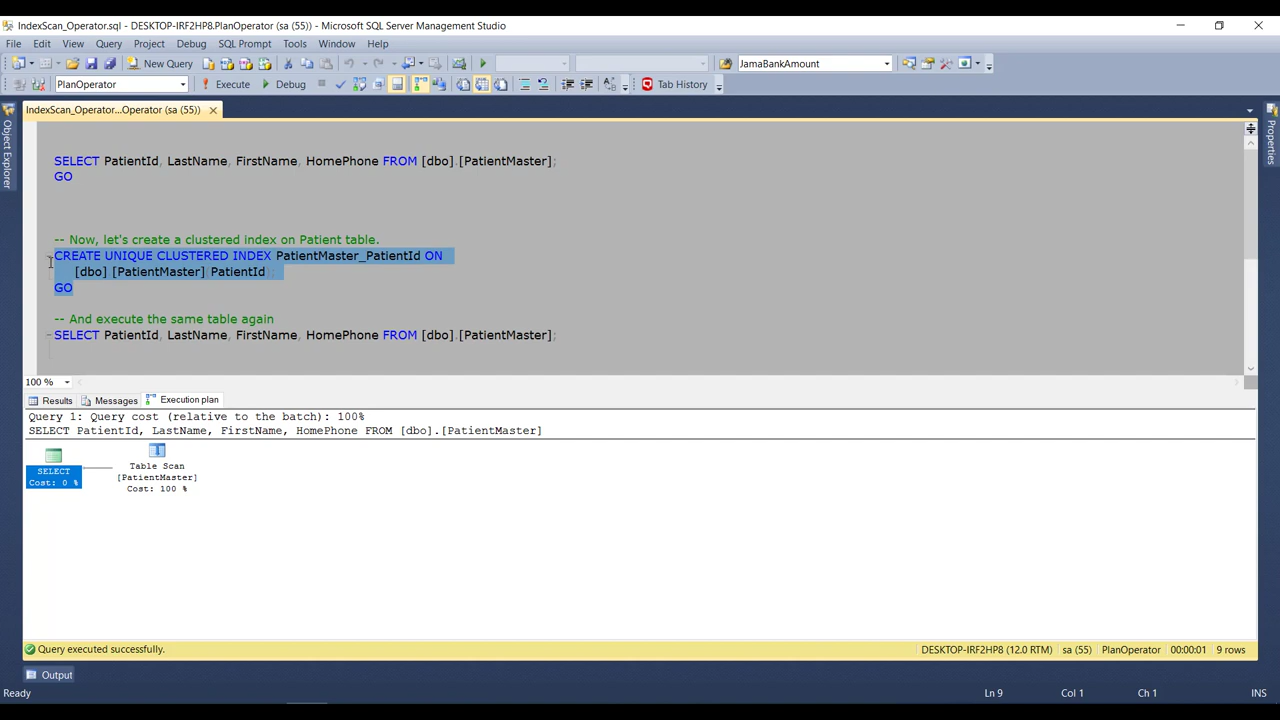 IndexScan_Operator.sql - DESKTOP-IRF2HP8.PlanOperator (sa (55)) - Microsoft SQL Server Management Studio
File Edit View Query Project Debug SQL Prompt Tools Window Help
New Query JamaBankAmount
PlanOperator Execute Debug Tab History
IndexScan_Operator...Operator (sa (55))
Object Explorer
Properties
SELECT PatientId, LastName, FirstName, HomePhone FROM [dbo].[PatientMaster];
GO
-- Now, let's create a clustered index on Patient table.
CREATE UNIQUE CLUSTERED INDEX PatientMaster_PatientId ON
[dbo].[PatientMaster](PatientId);
GO
-- And execute the same table again
SELECT PatientId, LastName, FirstName, HomePhone FROM [dbo].[PatientMaster];
100 %
Results Messages Execution plan
Query 1: Query cost (relative to the batch): 100%
SELECT PatientId, LastName, FirstName, HomePhone FROM [dbo].[PatientMaster]
SELECT
Cost: 0 %
Table Scan
[PatientMaster]
Cost: 100 %
Query executed successfully. DESKTOP-IRF2HP8 (12.0 RTM) sa (55) PlanOperator 00:00:01 9 rows
Output
Ready Ln 9 Col 1 Ch 1 INS